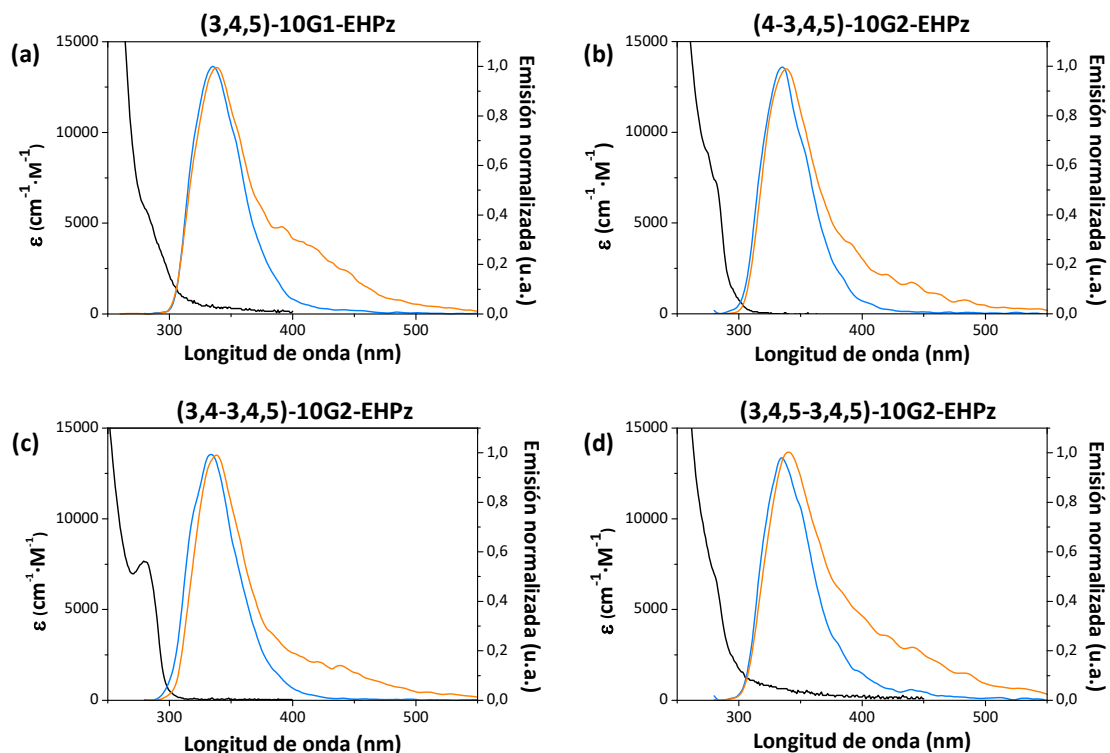 (3,4,5)-10G1-EHPz
(a)
15000
10000
5000
0
ε (cm⁻¹·M⁻¹)
300
400
500
Longitud de onda (nm)
1,0
0,8
0,6
0,4
0,2
0,0
Emisión normalizada (u.a.)
(4-3,4,5)-10G2-EHPz
(b)
15000
10000
5000
0
ε (cm⁻¹·M⁻¹)
300
400
500
Longitud de onda (nm)
1,0
0,8
0,6
0,4
0,2
0,0
Emisión normalizada (u.a.)
(3,4-3,4,5)-10G2-EHPz
(c)
15000
10000
5000
0
ε (cm⁻¹·M⁻¹)
300
400
500
Longitud de onda (nm)
1,0
0,8
0,6
0,4
0,2
0,0
Emisión normalizada (u.a.)
(3,4,5-3,4,5)-10G2-EHPz
(d)
15000
10000
5000
0
ε (cm⁻¹·M⁻¹)
300
400
500
Longitud de onda (nm)
1,0
0,8
0,6
0,4
0,2
0,0
Emisión normalizada (u.a.)